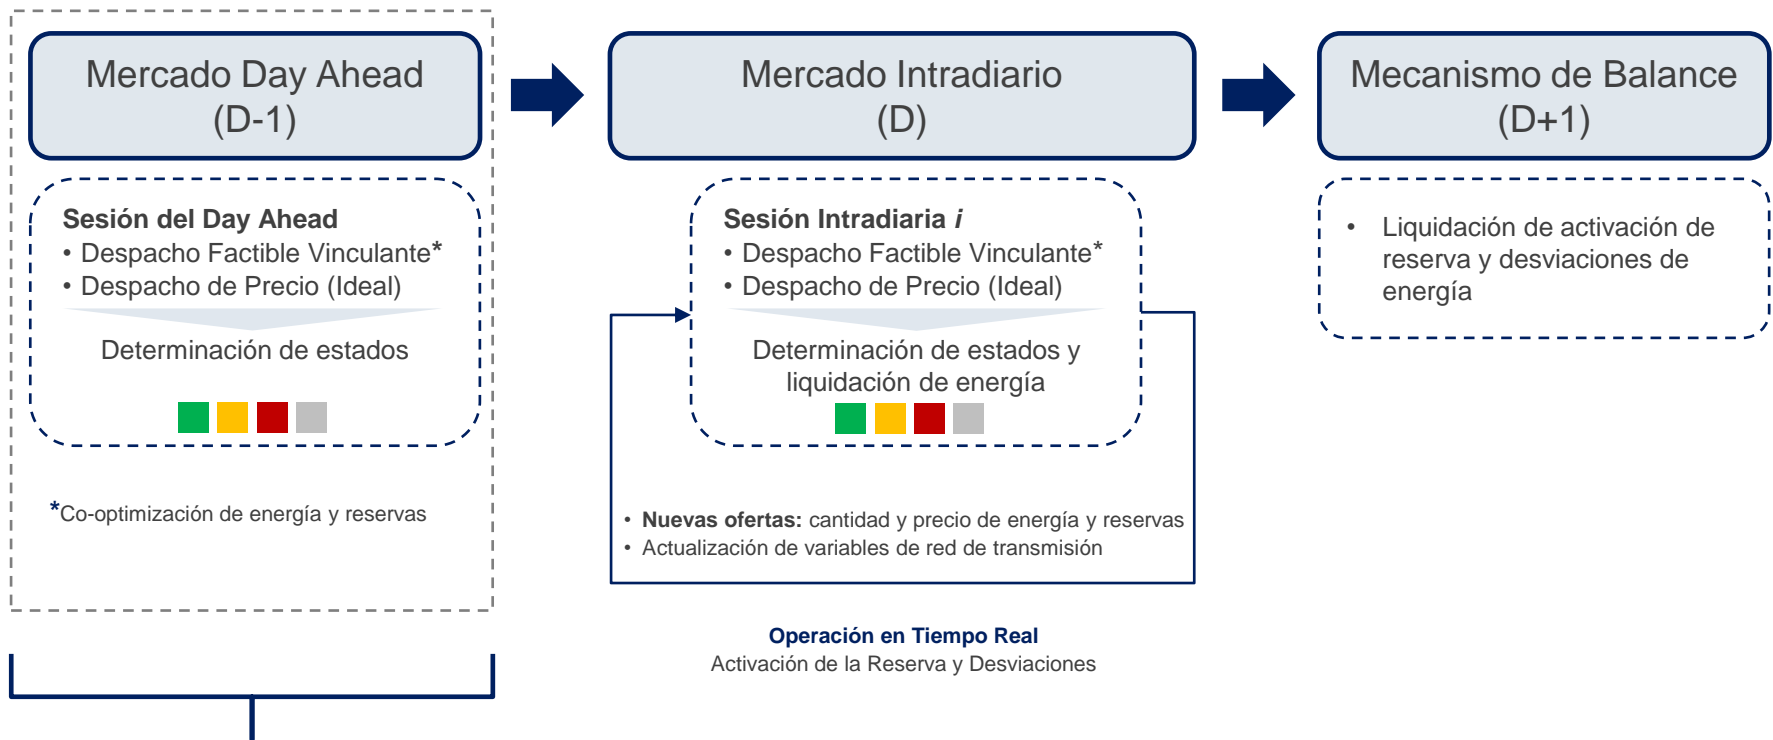 Mercado Day Ahead
(D-1)
Sesión del Day Ahead
• Despacho Factible Vinculante*
• Despacho de Precio (Ideal)
Determinación de estados
*Co-optimización de energía y reservas
Mercado Intradiario
(D)
Sesión Intradiaria i
• Despacho Factible Vinculante*
• Despacho de Precio (Ideal)
Determinación de estados y
liquidación de energía
• Nuevas ofertas: cantidad y precio de energía y reservas
• Actualización de variables de red de transmisión
Operación en Tiempo Real
Activación de la Reserva y Desviaciones
Mecanismo de Balance
(D+1)
• Liquidación de activación de
reserva y desviaciones de
energía